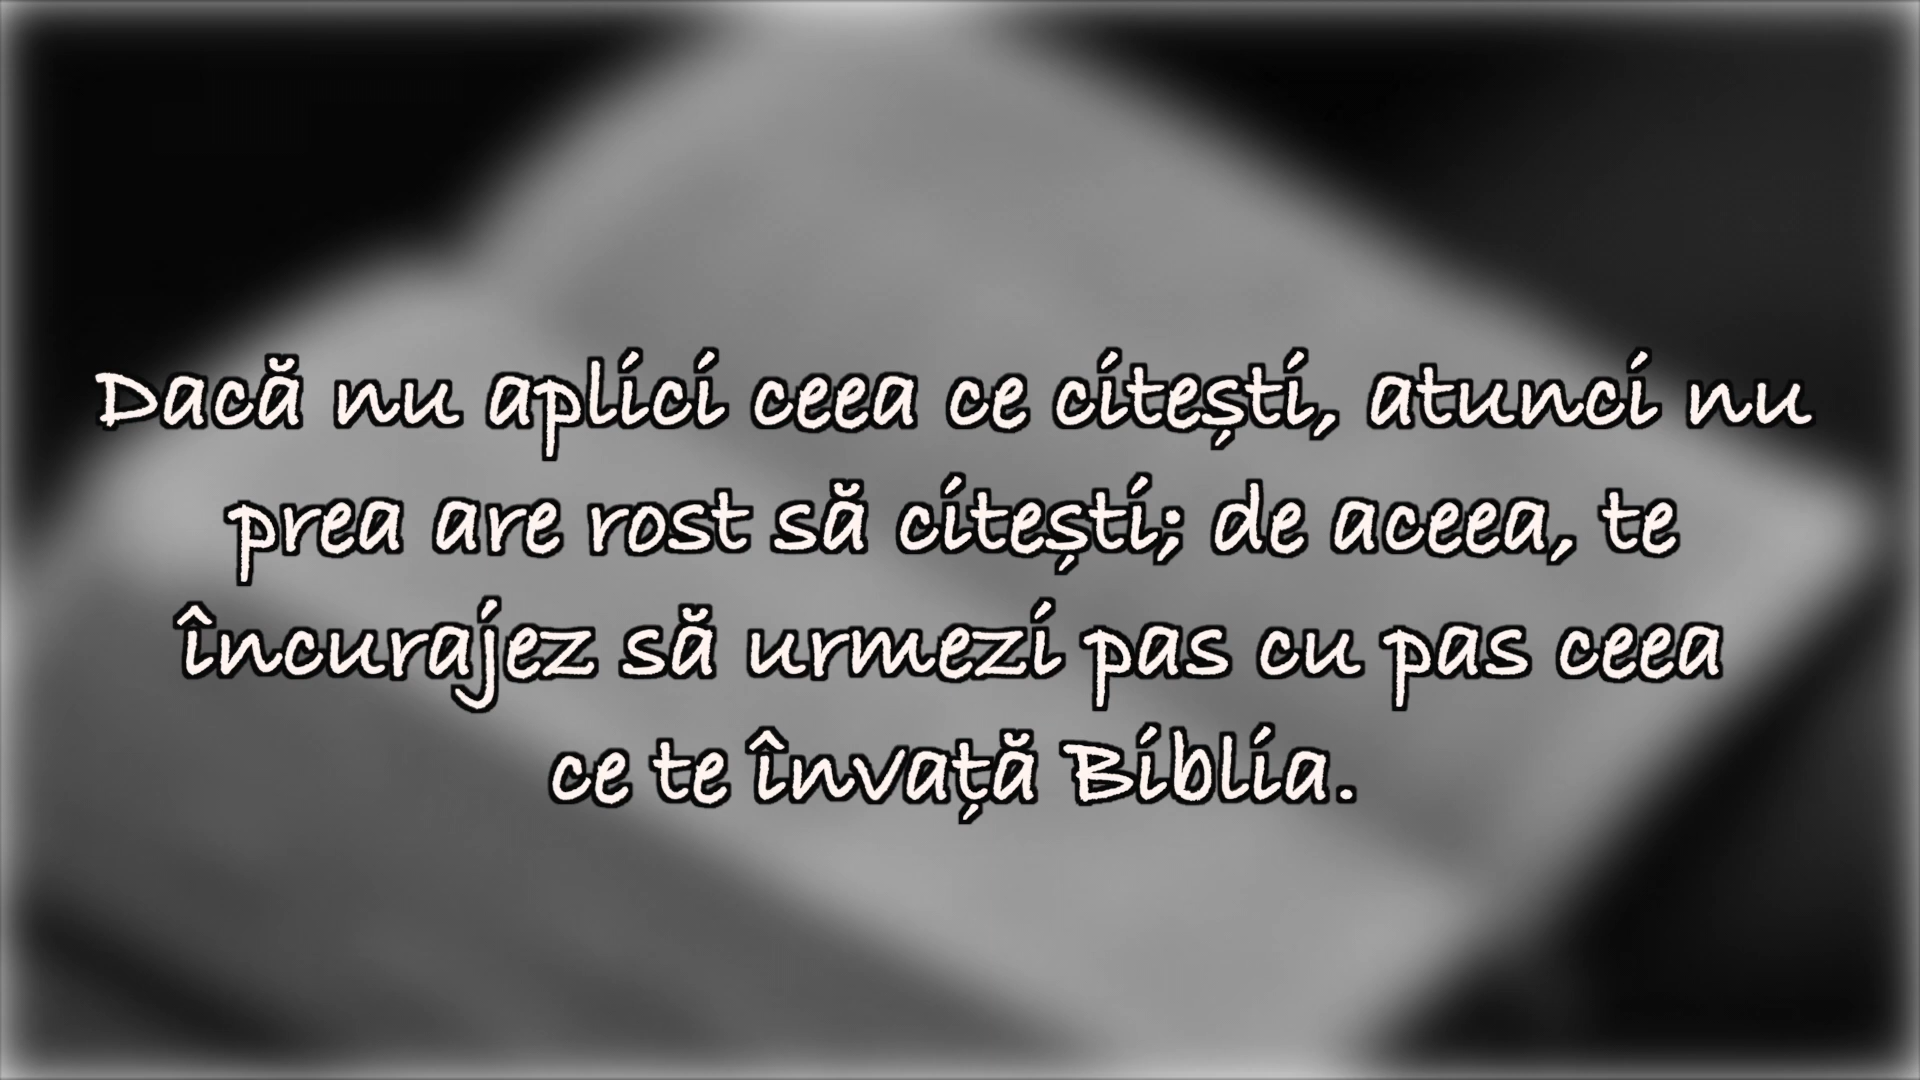 Dacă nu aplici ceea ce citești, atunci nu
prea are rost să citești; de aceea, te
încurajez să urmezi pas cu pas ceea
ce te învață Biblia.